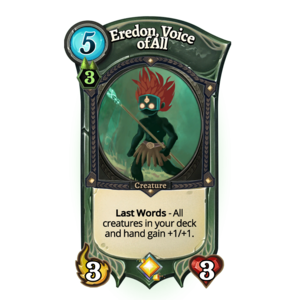 5
Eredon, Voice
of All
3
Creature
Last Words - All
creatures in your deck
and hand gain +1/+1.
3
3